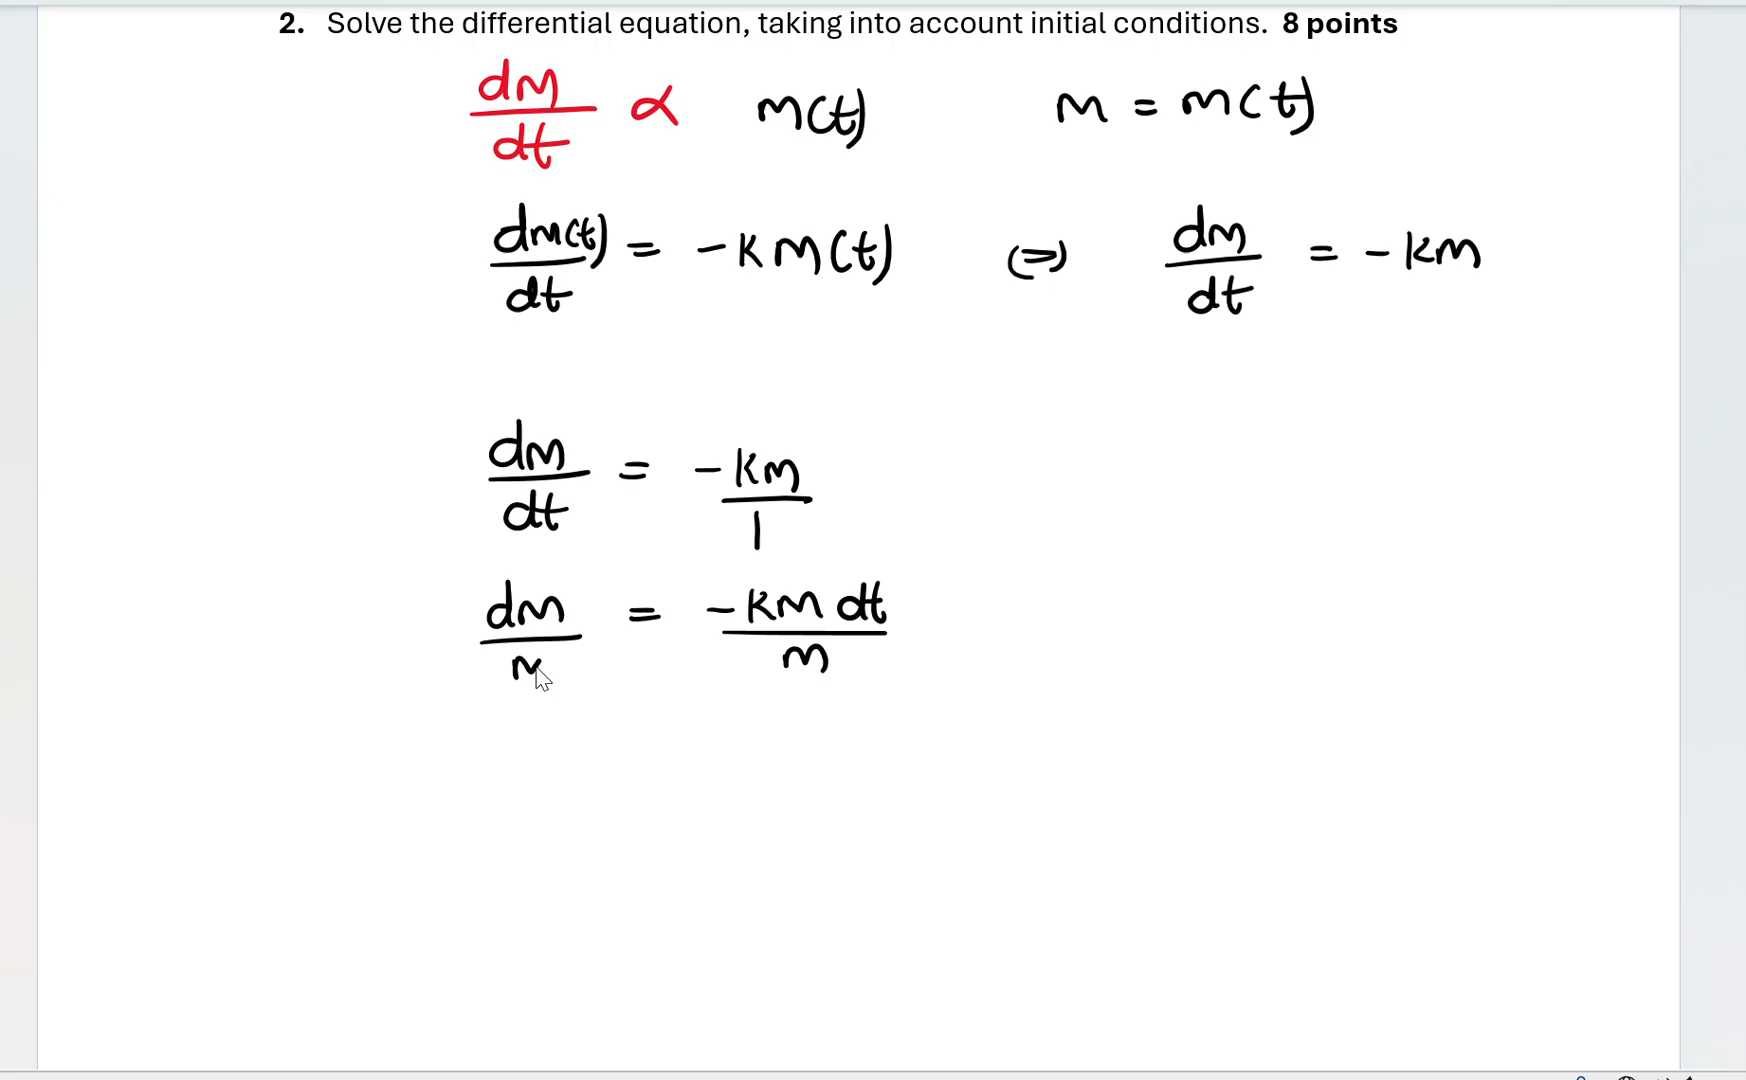 2. Solve the differential equation, taking into account initial conditions. 8 points
dm/dt ∝ m(t) m = m(t)
dm(t)/dt = -k m(t) ⇔ dm/dt = -km
dm/dt = -km/1
dm/m = -km dt/m